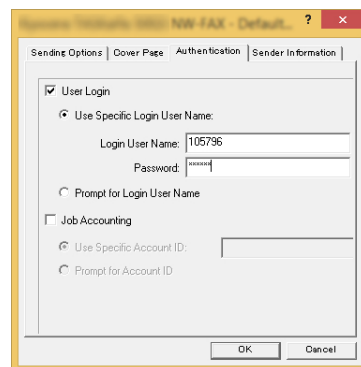 NW-FAX - Default... ? ×
Sending Options Cover Page Authentication Sender Information
User Login
Use Specific Login User Name:
Login User Name: 105796
Password: ******
Prompt for Login User Name
Job Accounting
Use Specific Account ID:
Prompt for Account ID
OK Cancel